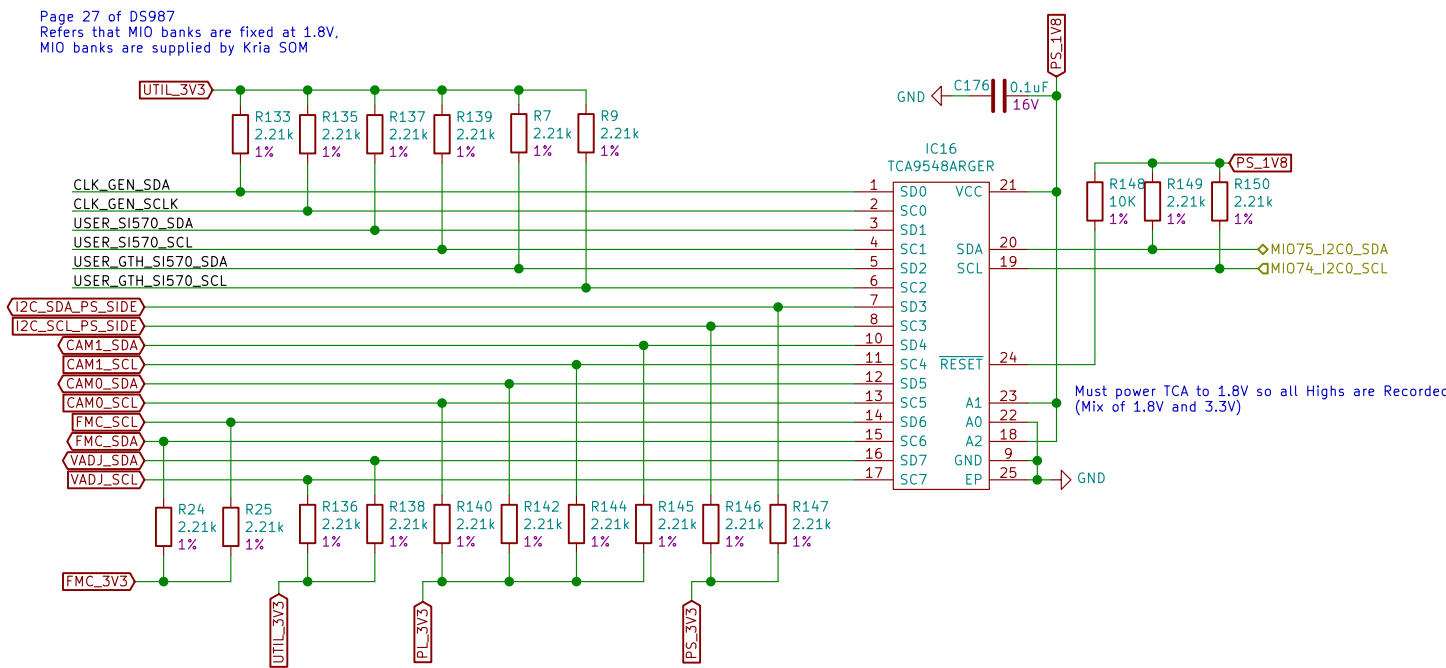 Page 27 of DS987
Refers that MIO banks are fixed at 1.8V,
MIO banks are supplied by Kria SOM
UTIL_3V3
R133
2.21k
1%
R135
2.21k
1%
R137
2.21k
1%
R139
2.21k
1%
R7
2.21k
1%
R9
2.21k
1%
PS_1V8
GND
C176
0.1uF
16V
IC16
TCA9548ARGER
PS_1V8
R148
10K
1%
R149
2.21k
1%
R150
2.21k
1%
CLK_GEN_SDA
CLK_GEN_SCLK
USER_SI570_SDA
USER_SI570_SCL
USER_GTH_SI570_SDA
USER_GTH_SI570_SCL
I2C_SDA_PS_SIDE
I2C_SCL_PS_SIDE
CAM1_SDA
CAM1_SCL
CAM0_SDA
CAM0_SCL
FMC_SCL
FMC_SDA
VADJ_SDA
VADJ_SCL
1 SD0
2 SC0
3 SD1
4 SC1
5 SD2
6 SC2
7 SD3
8 SC3
10 SD4
11 SC4
12 SD5
13 SC5
14 SD6
15 SC6
16 SD7
17 SC7
VCC 21
SDA 20
SCL 19
RESET 24
A1 23
A0 22
A2 18
GND 9
EP 25
MIO75_I2C0_SDA
MIO74_I2C0_SCL
Must power TCA to 1.8V so all Highs are Recorded
(Mix of 1.8V and 3.3V)
GND
R24
2.21k
1%
R25
2.21k
1%
R136
2.21k
1%
R138
2.21k
1%
R140
2.21k
1%
R142
2.21k
1%
R144
2.21k
1%
R145
2.21k
1%
R146
2.21k
1%
R147
2.21k
1%
FMC_3V3
UTIL_3V3
PL_3V3
PS_3V3